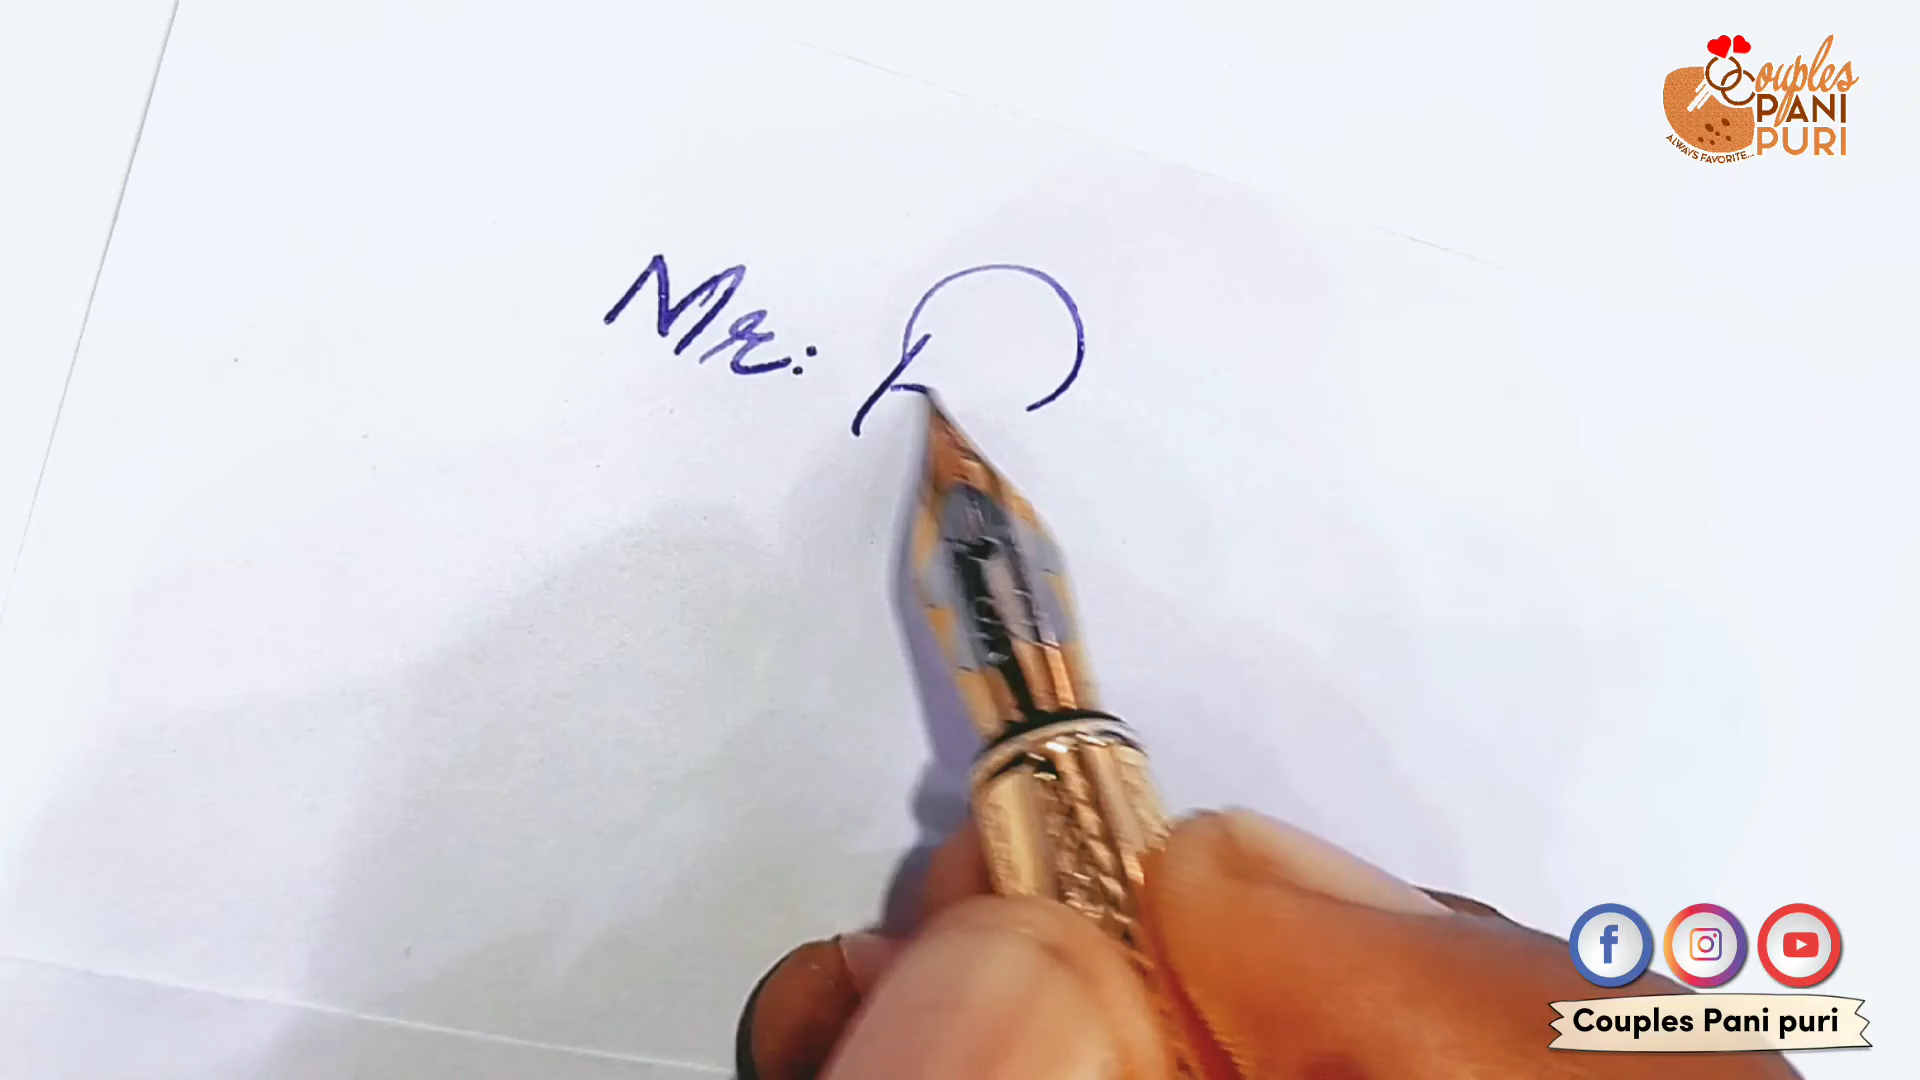 Couples
PANI
PURI
ALWAYS FAVORITE...
Mr:
Couples Pani puri